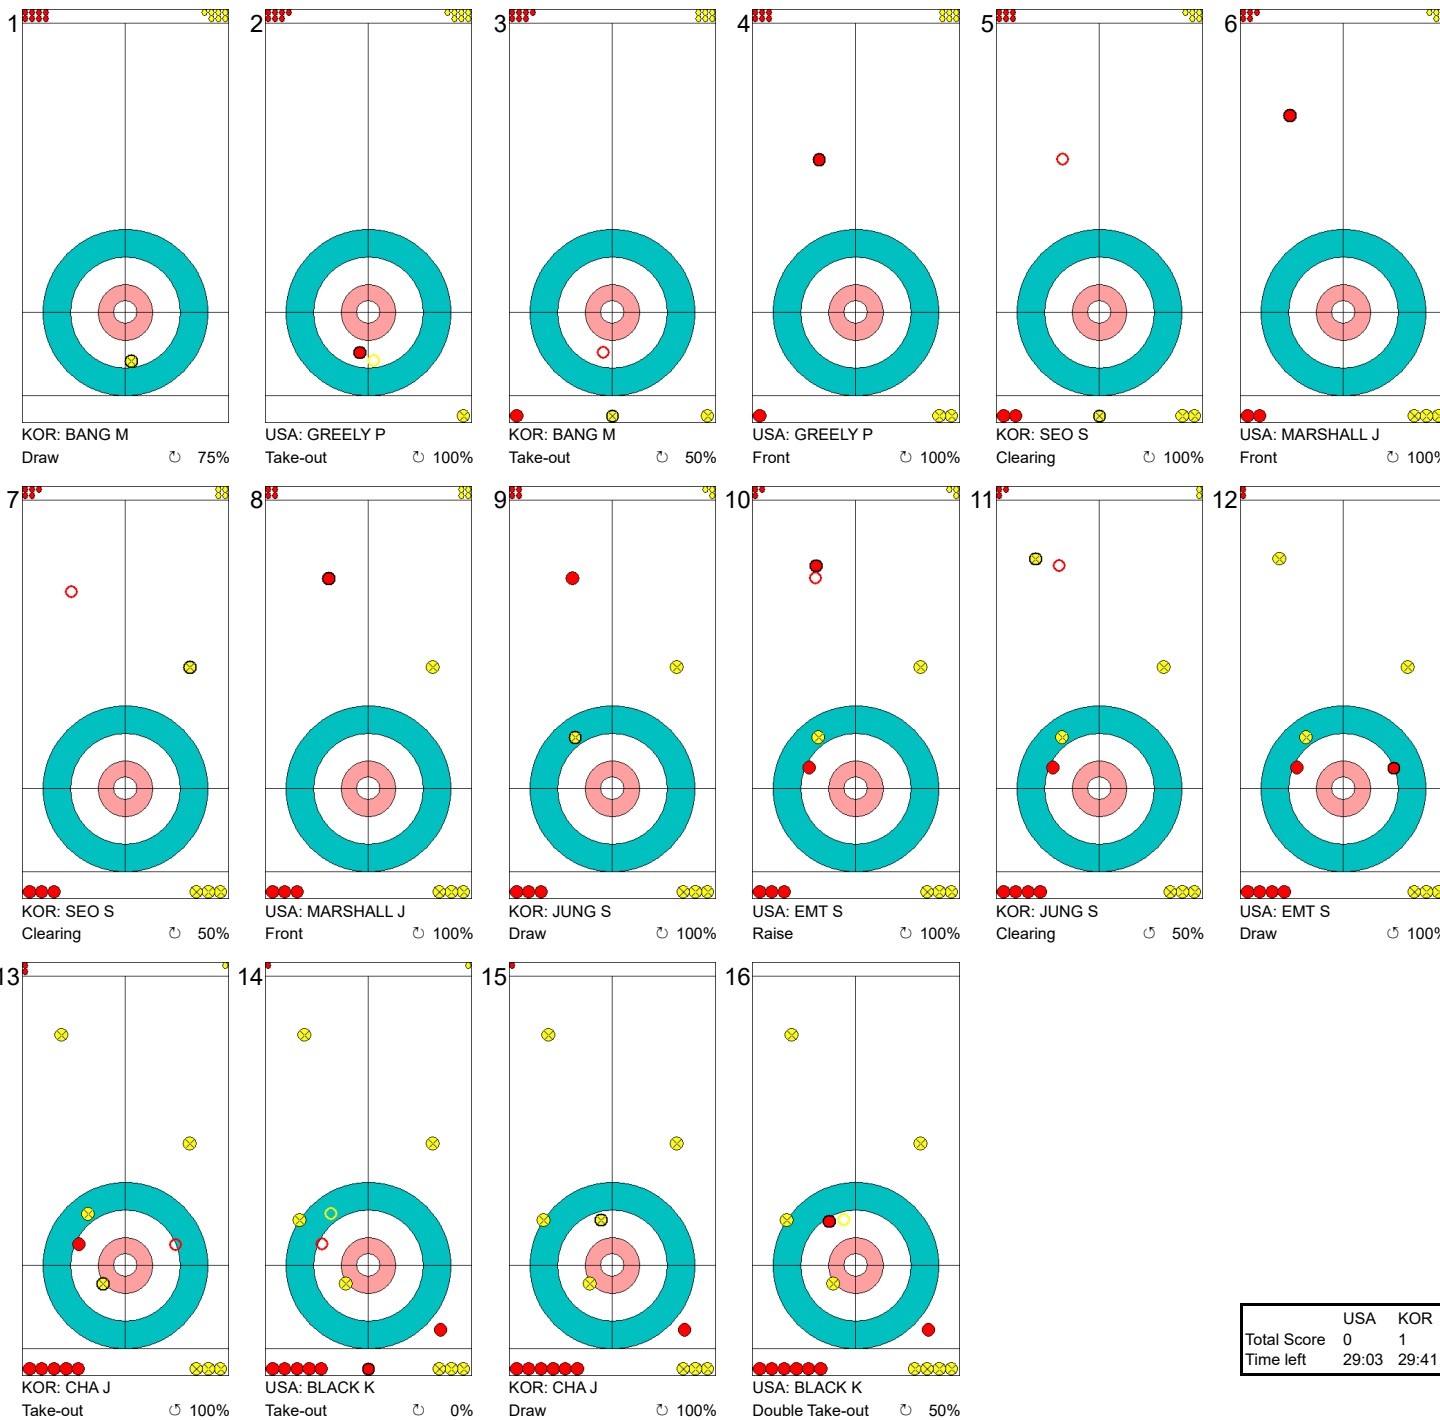 1
KOR: BANG M
Draw ↻ 75%
2
USA: GREELY P
Take-out ↻ 100%
3
KOR: BANG M
Take-out ↻ 50%
4
USA: GREELY P
Front ↻ 100%
5
KOR: SEO S
Clearing ↻ 100%
6
USA: MARSHALL J
Front ↻ 100%
7
KOR: SEO S
Clearing ↻ 50%
8
USA: MARSHALL J
Front ↻ 100%
9
KOR: JUNG S
Draw ↻ 100%
10
USA: EMT S
Raise ↻ 100%
11
KOR: JUNG S
Clearing ↺ 50%
12
USA: EMT S
Draw ↺ 100%
13
KOR: CHA J
Take-out ↺ 100%
14
USA: BLACK K
Take-out ↺ 0%
15
KOR: CHA J
Draw ↺ 100%
16
USA: BLACK K
Double Take-out ↻ 50%
USA KOR
Total Score 0 1
Time left 29:03 29:41